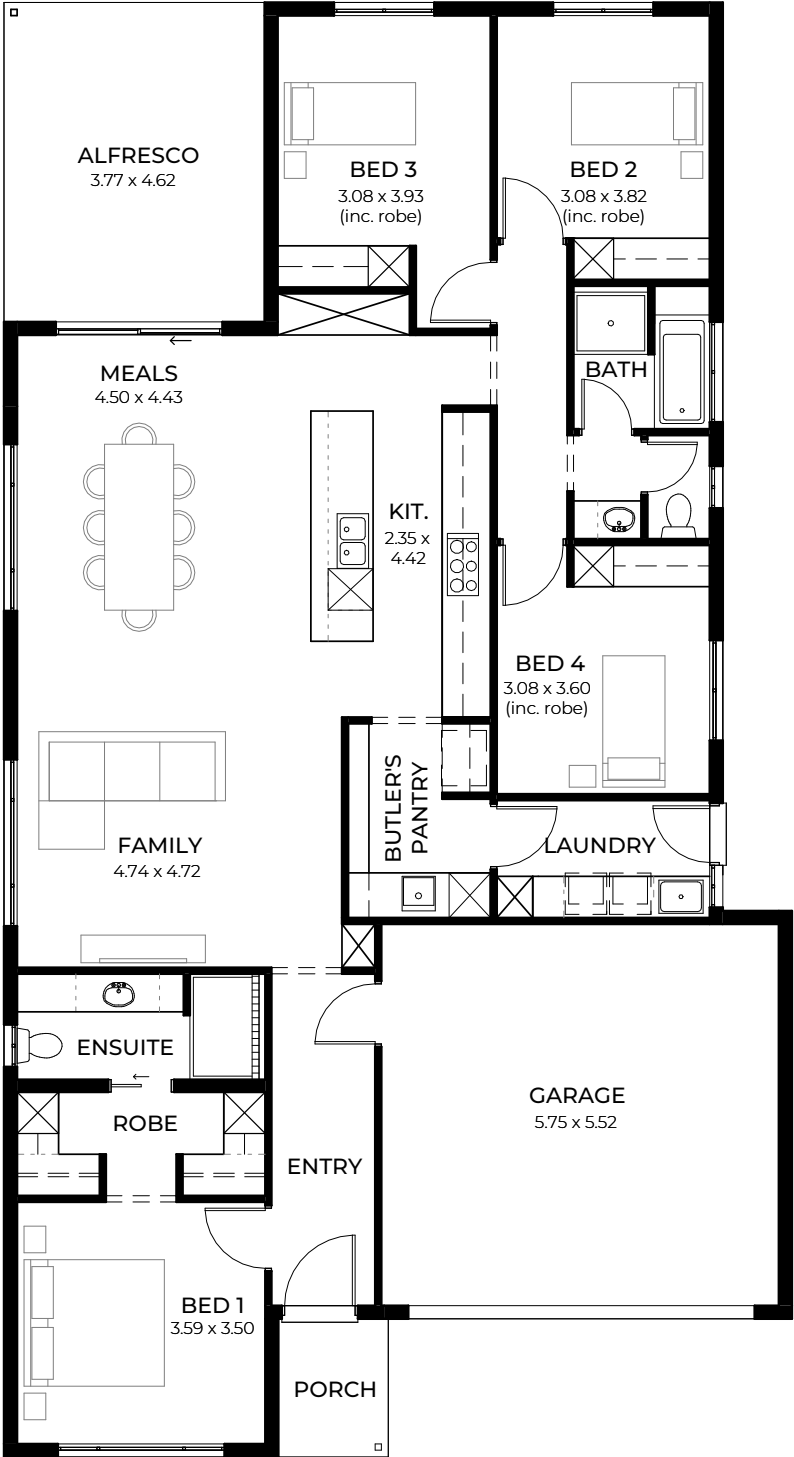 ALFRESCO
3.77 x 4.62
BED 3
3.08 x 3.93
(inc. robe)
BED 2
3.08 x 3.82
(inc. robe)
MEALS
4.50 x 4.43
BATH
KIT.
2.35 x
4.42
BED 4
3.08 x 3.60
(inc. robe)
BUTLER'S
PANTRY
LAUNDRY
FAMILY
4.74 x 4.72
ENSUITE
ROBE
ENTRY
GARAGE
5.75 x 5.52
BED 1
3.59 x 3.50
PORCH